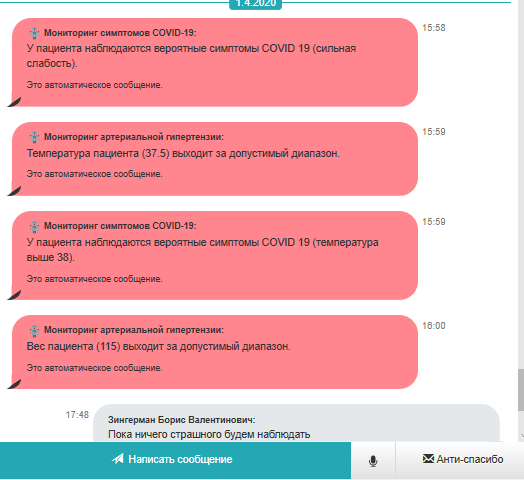 1.4.2020
Мониторинг симптомов COVID-19:
15:58
У пациента наблюдаются вероятные симптомы COVID 19 (сильная
слабость).
Это автоматическое сообщение.
Мониторинг артериальной гипертензии:
15:59
Температура пациента (37.5) выходит за допустимый диапазон.
Это автоматическое сообщение.
Мониторинг симптомов COVID-19:
15:59
У пациента наблюдаются вероятные симптомы COVID 19 (температура
выше 38).
Это автоматическое сообщение.
Мониторинг артериальной гипертензии:
16:00
Вес пациента (115) выходит за допустимый диапазон.
Это автоматическое сообщение.
17:48
Зингерман Борис Валентинович:
Пока ничего страшного будем наблюдать
Написать сообщение
Анти-спасибо